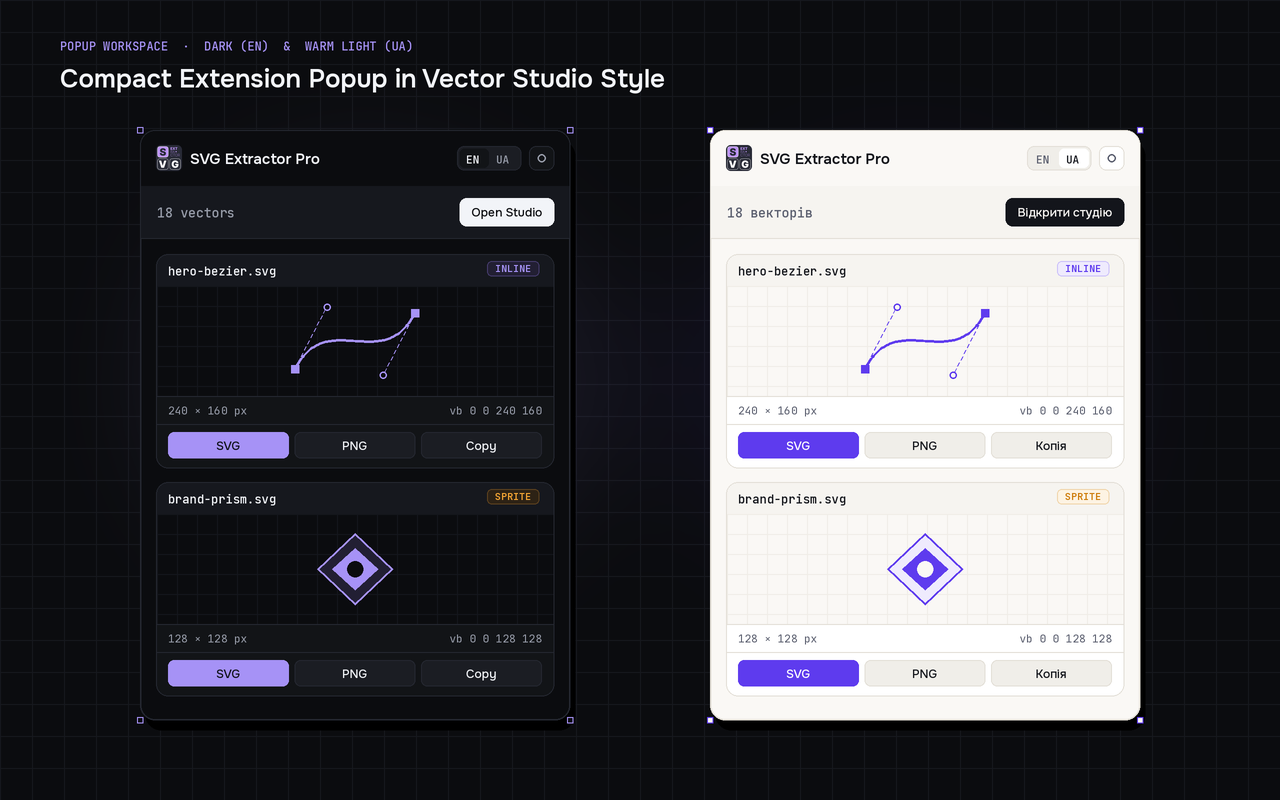 POPUP WORKSPACE · DARK (EN) & WARM LIGHT (UA)
Compact Extension Popup in Vector Studio Style
S
V G
SVG Extractor Pro
EN UA
18 vectors
Open Studio
hero-bezier.svg
INLINE
240 × 160 px
vb 0 0 240 160
SVG
PNG
Copy
brand-prism.svg
SPRITE
128 × 128 px
vb 0 0 128 128
SVG
PNG
Copy
S
V G
SVG Extractor Pro
EN UA
18 векторів
Відкрити студію
hero-bezier.svg
INLINE
240 × 160 px
vb 0 0 240 160
SVG
PNG
Копія
brand-prism.svg
SPRITE
128 × 128 px
vb 0 0 128 128
SVG
PNG
Копія